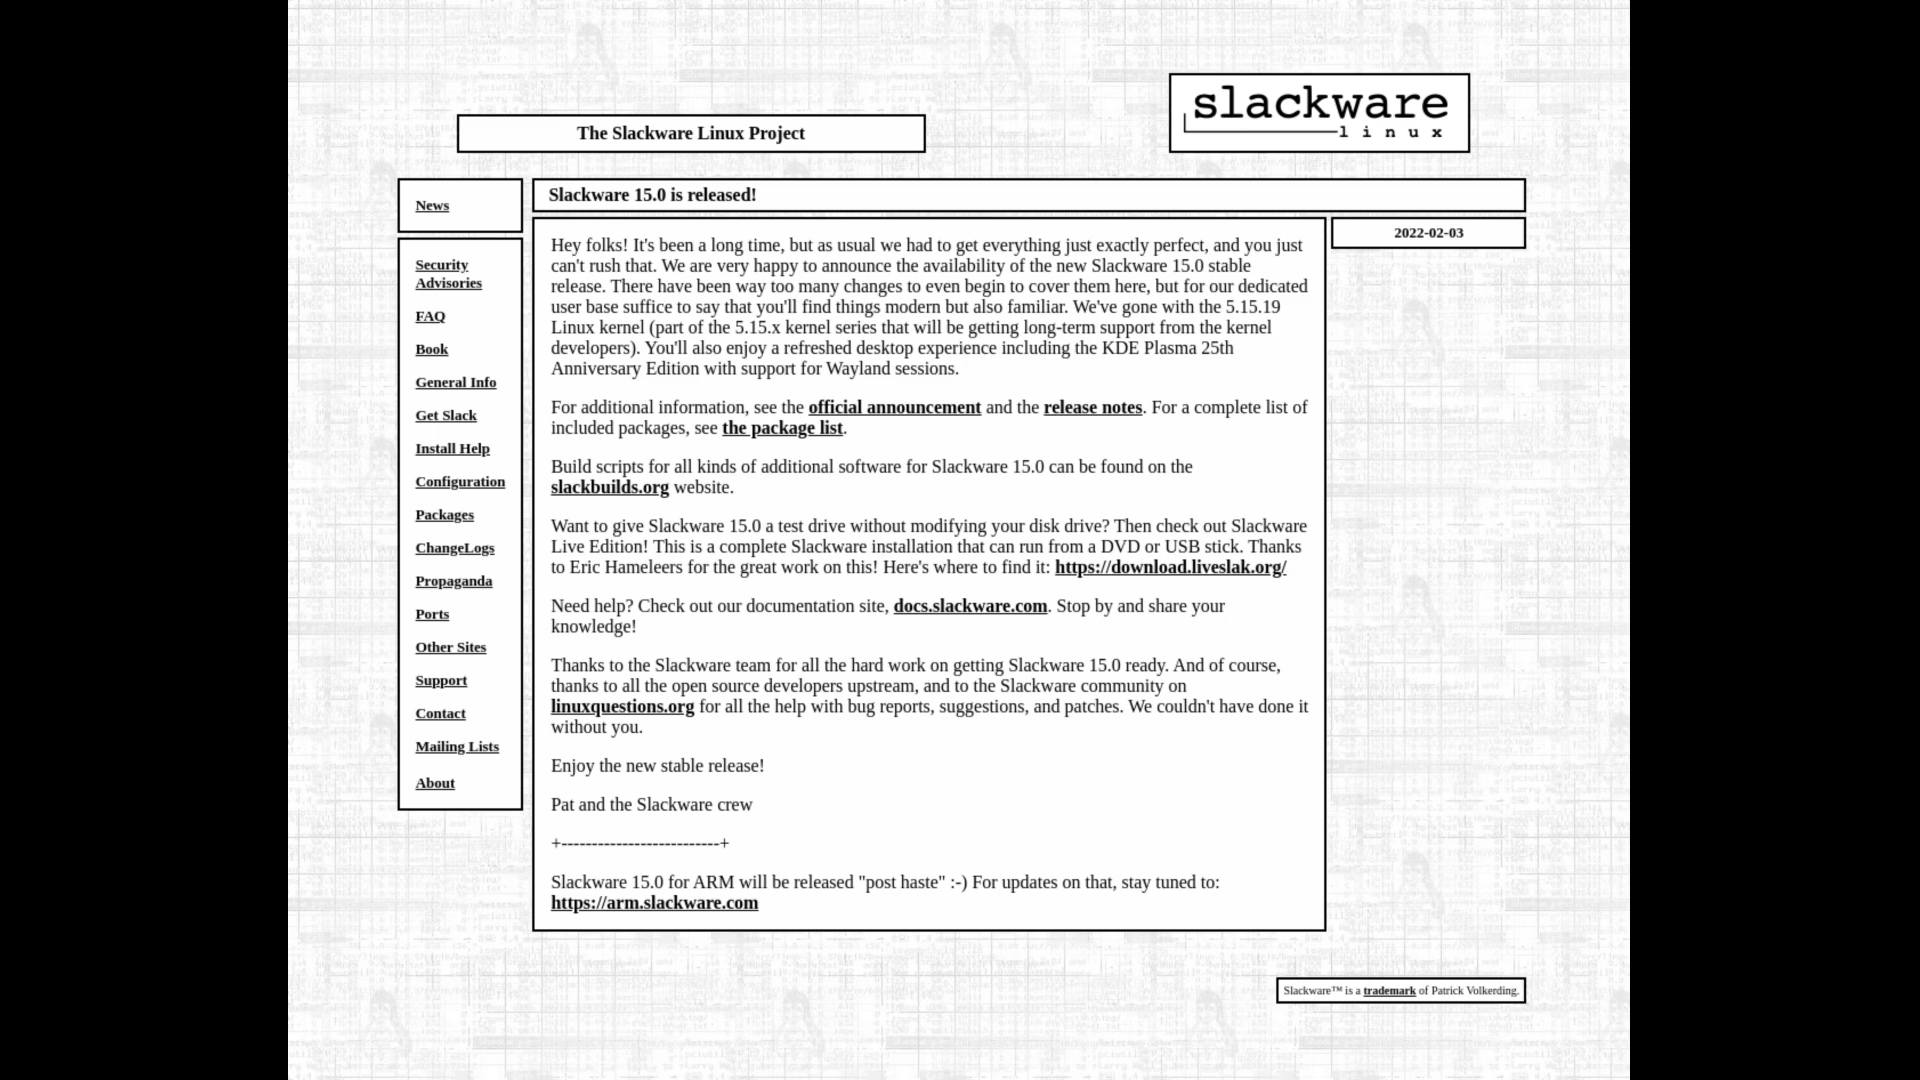 The Slackware Linux Project
slackware
linux
News
Security
Advisories
FAQ
Book
General Info
Get Slack
Install Help
Configuration
Packages
ChangeLogs
Propaganda
Ports
Other Sites
Support
Contact
Mailing Lists
About
Slackware 15.0 is released!
2022-02-03
Hey folks! It's been a long time, but as usual we had to get everything just exactly perfect, and you just
can't rush that. We are very happy to announce the availability of the new Slackware 15.0 stable
release. There have been way too many changes to even begin to cover them here, but for our dedicated
user base suffice to say that you'll find things modern but also familiar. We've gone with the 5.15.19
Linux kernel (part of the 5.15.x kernel series that will be getting long-term support from the kernel
developers). You'll also enjoy a refreshed desktop experience including the KDE Plasma 25th
Anniversary Edition with support for Wayland sessions.
For additional information, see the official announcement and the release notes. For a complete list of
included packages, see the package list.
Build scripts for all kinds of additional software for Slackware 15.0 can be found on the
slackbuilds.org website.
Want to give Slackware 15.0 a test drive without modifying your disk drive? Then check out Slackware
Live Edition! This is a complete Slackware installation that can run from a DVD or USB stick. Thanks
to Eric Hameleers for the great work on this! Here's where to find it: https://download.liveslak.org/
Need help? Check out our documentation site, docs.slackware.com. Stop by and share your
knowledge!
Thanks to the Slackware team for all the hard work on getting Slackware 15.0 ready. And of course,
thanks to all the open source developers upstream, and to the Slackware community on
linuxquestions.org for all the help with bug reports, suggestions, and patches. We couldn't have done it
without you.
Enjoy the new stable release!
Pat and the Slackware crew
+--------------------------+
Slackware 15.0 for ARM will be released "post haste" :-) For updates on that, stay tuned to:
https://arm.slackware.com
Slackware™ is a trademark of Patrick Volkerding.